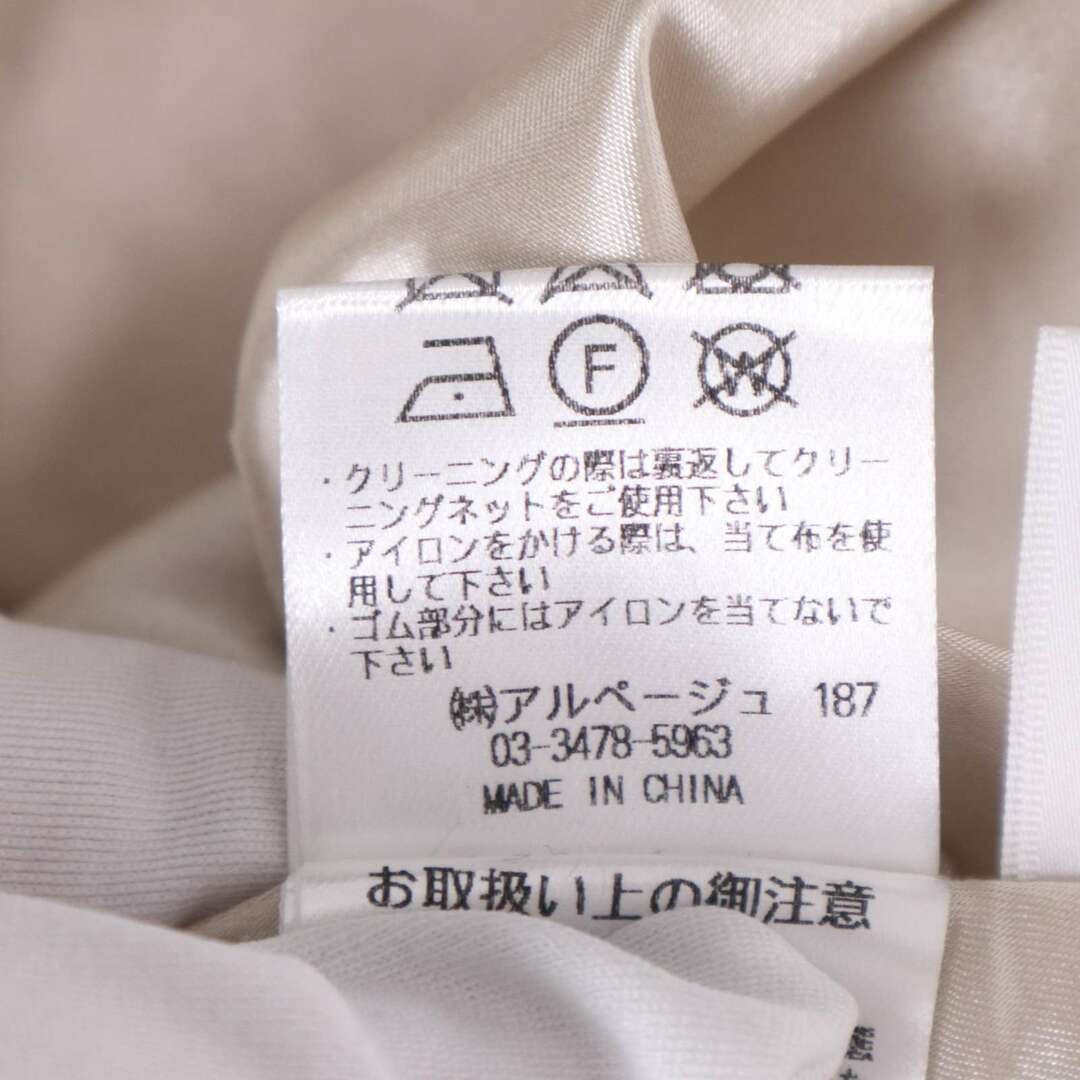 F W
・クリーニングの際は裏返してクリー
ニングネットをご使用下さい
・アイロンをかける際は、当て布を使
用して下さい
・ゴム部分にはアイロンを当てないで
下さい
㈱アルページュ 187
03-3478-5963
MADE IN CHINA
お取扱い上の御注意